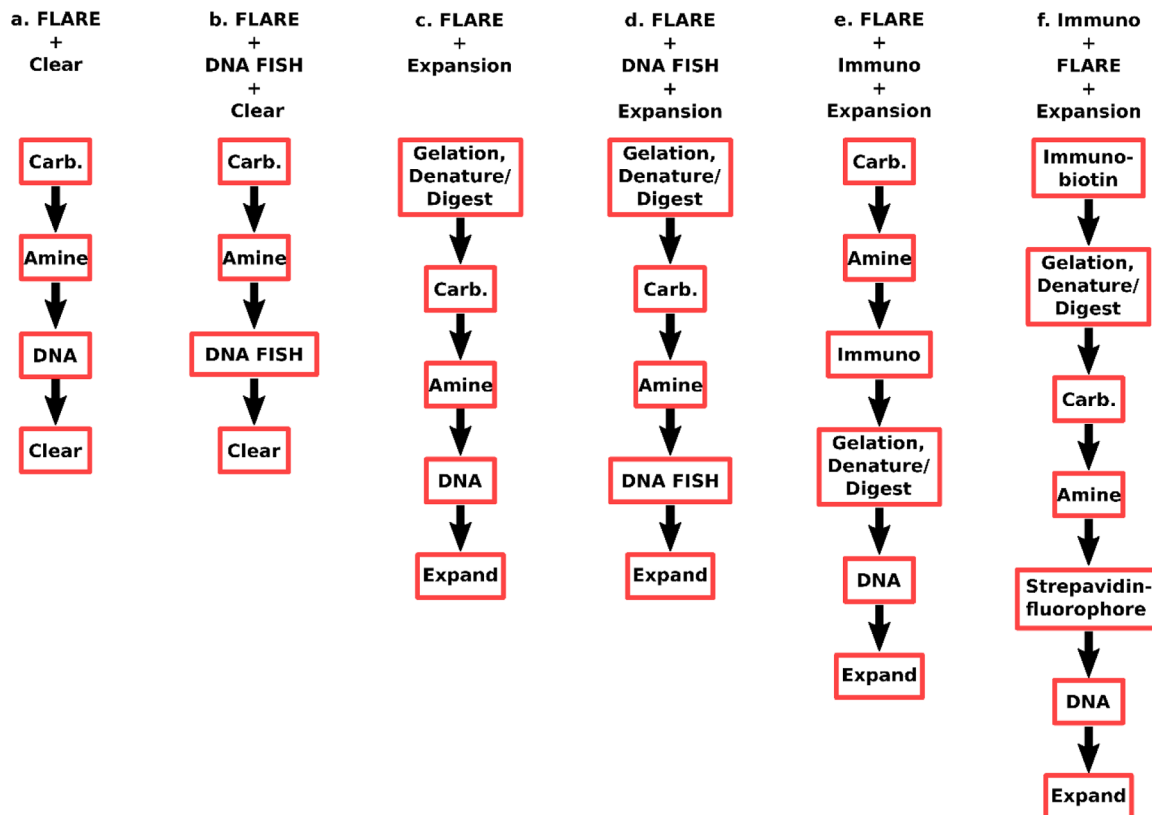 a. FLARE
+
Clear
Carb.
Amine
DNA
Clear
b. FLARE
+
DNA FISH
+
Clear
Carb.
Amine
DNA FISH
Clear
c. FLARE
+
Expansion
Gelation,
Denature/
Digest
Carb.
Amine
DNA
Expand
d. FLARE
+
DNA FISH
+
Expansion
Gelation,
Denature/
Digest
Carb.
Amine
DNA FISH
Expand
e. FLARE
+
Immuno
+
Expansion
Carb.
Amine
Immuno
Gelation,
Denature/
Digest
DNA
Expand
f. Immuno
+
FLARE
+
Expansion
Immuno-
biotin
Gelation,
Denature/
Digest
Carb.
Amine
Strepavidin-
fluorophore
DNA
Expand